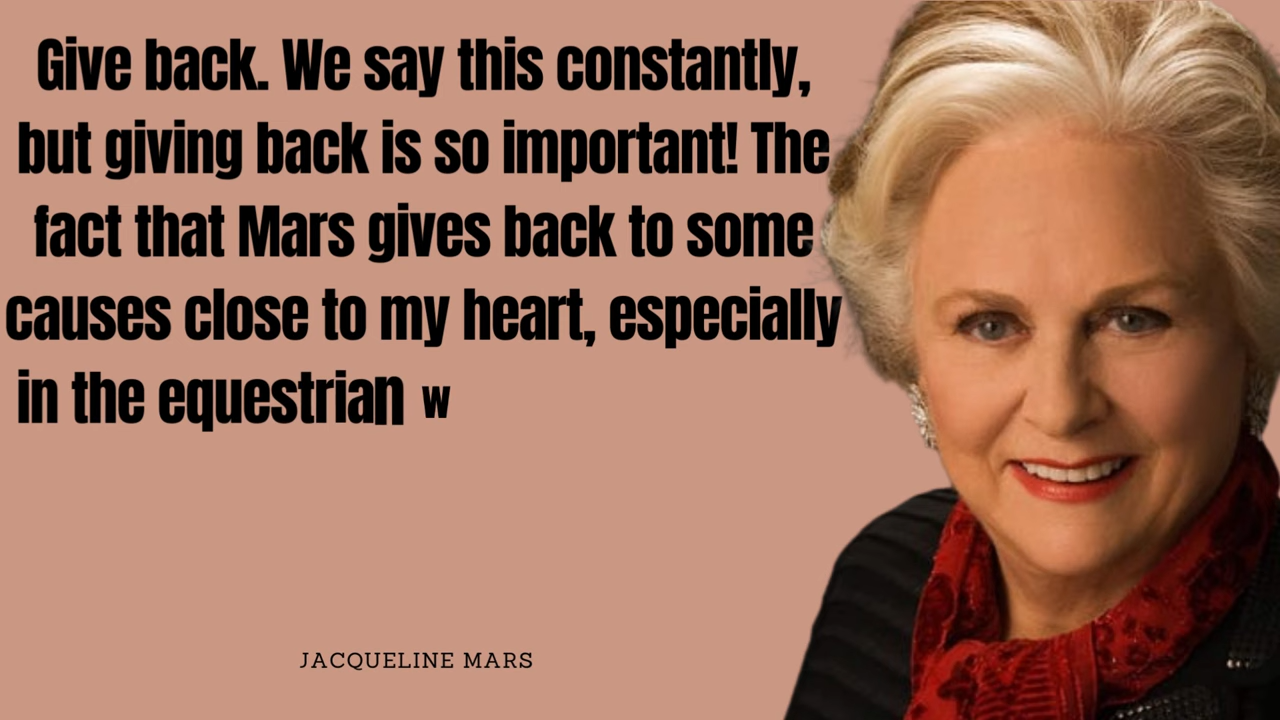 Give back. We say this constantly,
but giving back is so important! The
fact that Mars gives back to some
causes close to my heart, especially
in the equestrian w
JACQUELINE MARS